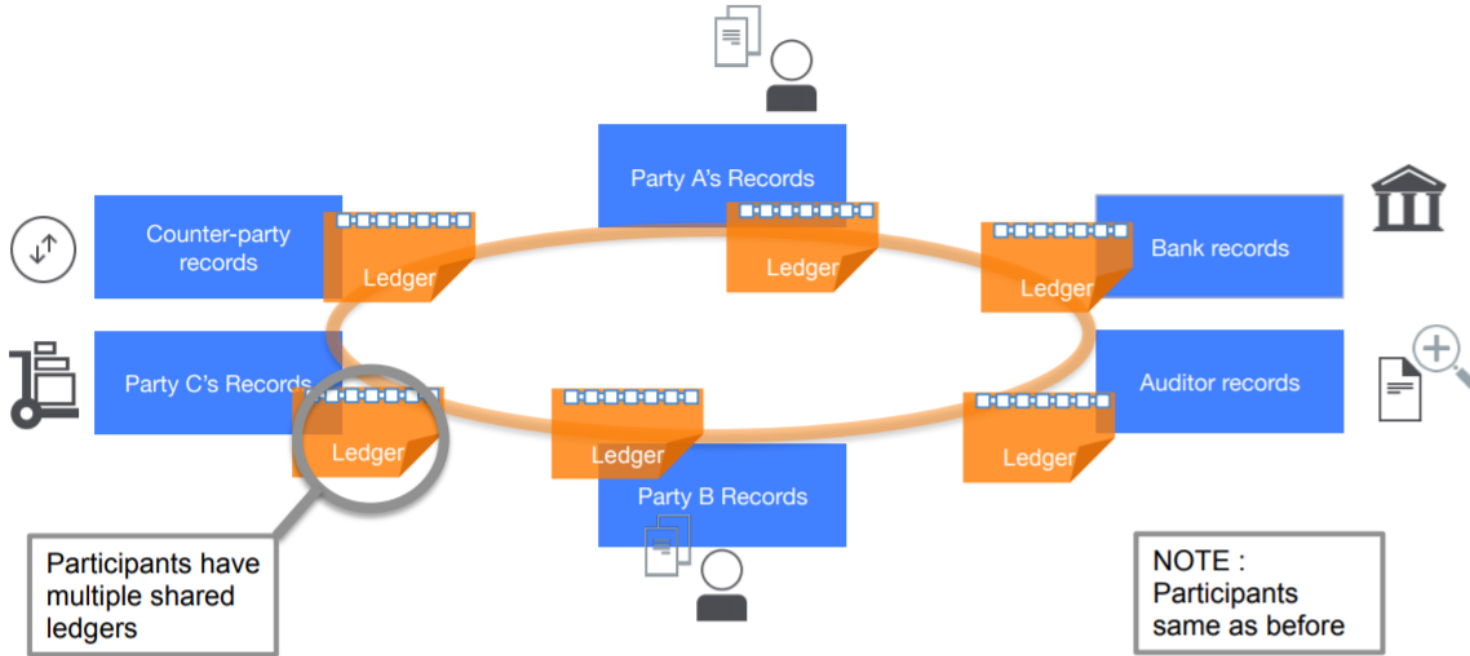 Party A's Records
Ledger
Counter-party
records
Ledger
Bank records
Ledger
Party C's Records
Ledger
Auditor records
Ledger
Ledger
Party B Records
Participants have
multiple shared
ledgers
NOTE :
Participants
same as before